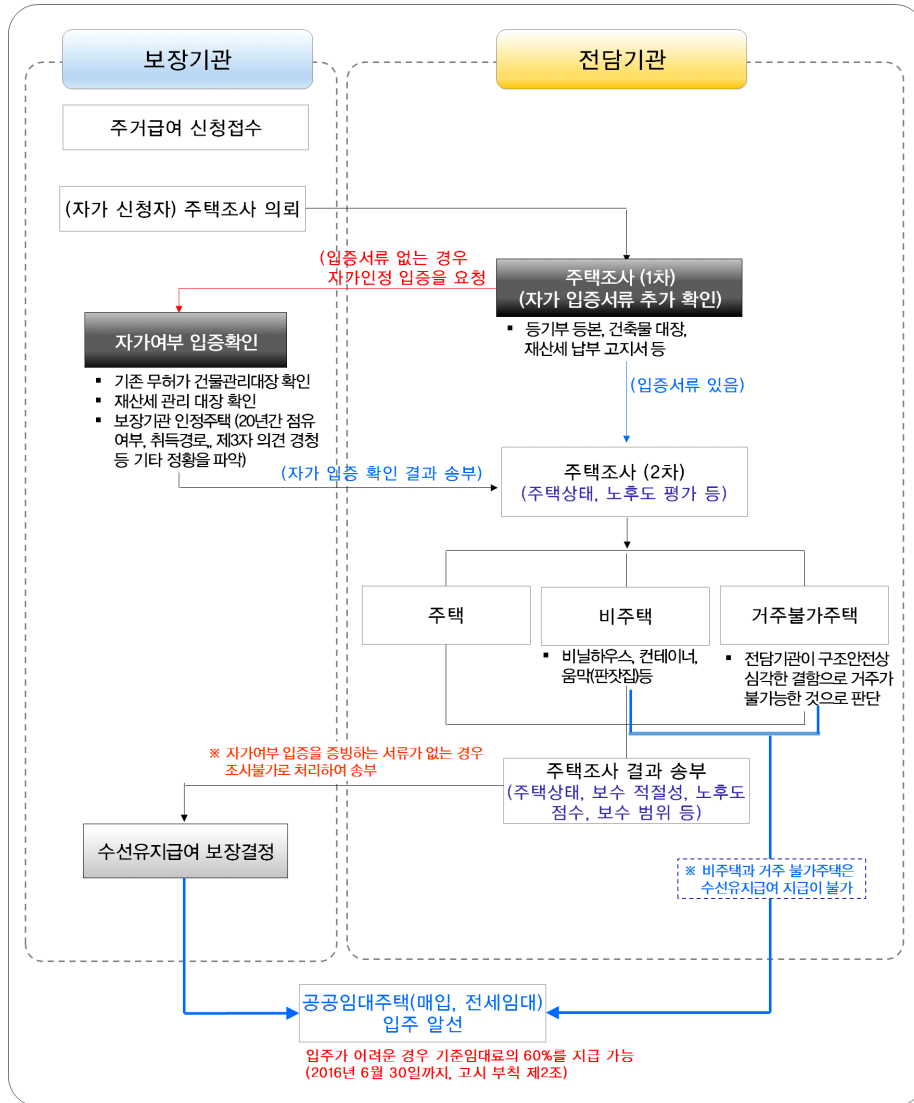 보장기관
전담기관
주거급여 신청접수
(자가 신청자) 주택조사 의뢰
(입증서류 없는 경우
자가인정 입증을 요청
주택조사 (1차)
(자가 입증서류 추가 확인)
▪ 등기부 등본, 건축물 대장,
재산세 납부 고지서 등
자가여부 입증확인
▪ 기존 무허가 건물관리대장 확인
▪ 재산세 관리 대장 확인
▪ 보장기관 인정주택 (20년간 점유
여부, 취득경로,, 제3자 의견 경청
등 기타 정황을 파악)
(입증서류 있음)
(자가 입증 확인 결과 송부)
주택조사 (2차)
(주택상태, 노후도 평가 등)
주택
비주택
거주불가주택
▪ 비닐하우스, 컨테이너,
움막(판잣집)등
▪ 전담기관이 구조안전상
심각한 결함으로 거주가
불가능한 것으로 판단
※ 자가여부 입증을 증빙하는 서류가 없는 경우
조사불가로 처리하여 송부
주택조사 결과 송부
(주택상태, 보수 적절성, 노후도
점수, 보수 범위 등)
수선유지급여 보장결정
※ 비주택과 거주 불가주택은
수선유지급여 지급이 불가
공공임대주택(매입, 전세임대)
입주 알선
입주가 어려운 경우 기준임대료의 60%를 지급 가능
(2016년 6월 30일까지, 고시 부칙 제2조)